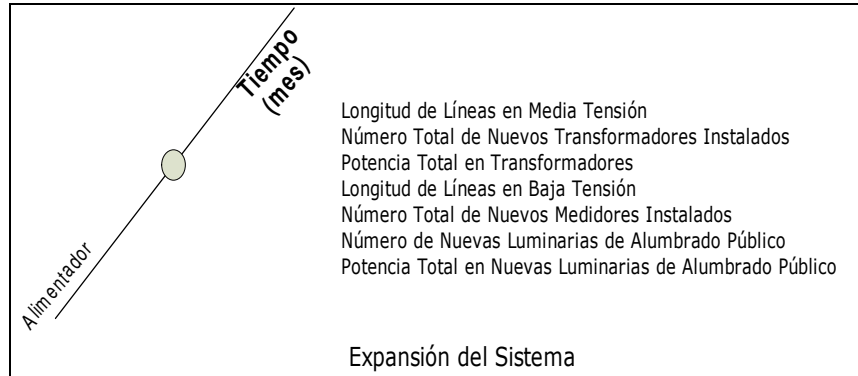 Tiempo
(mes)
Longitud de Líneas en Media Tensión
Número Total de Nuevos Transformadores Instalados
Potencia Total en Transformadores
Longitud de Líneas en Baja Tensión
Número Total de Nuevos Medidores Instalados
Número de Nuevas Luminarias de Alumbrado Público
Potencia Total en Nuevas Luminarias de Alumbrado Público
Alimentador
Expansión del Sistema